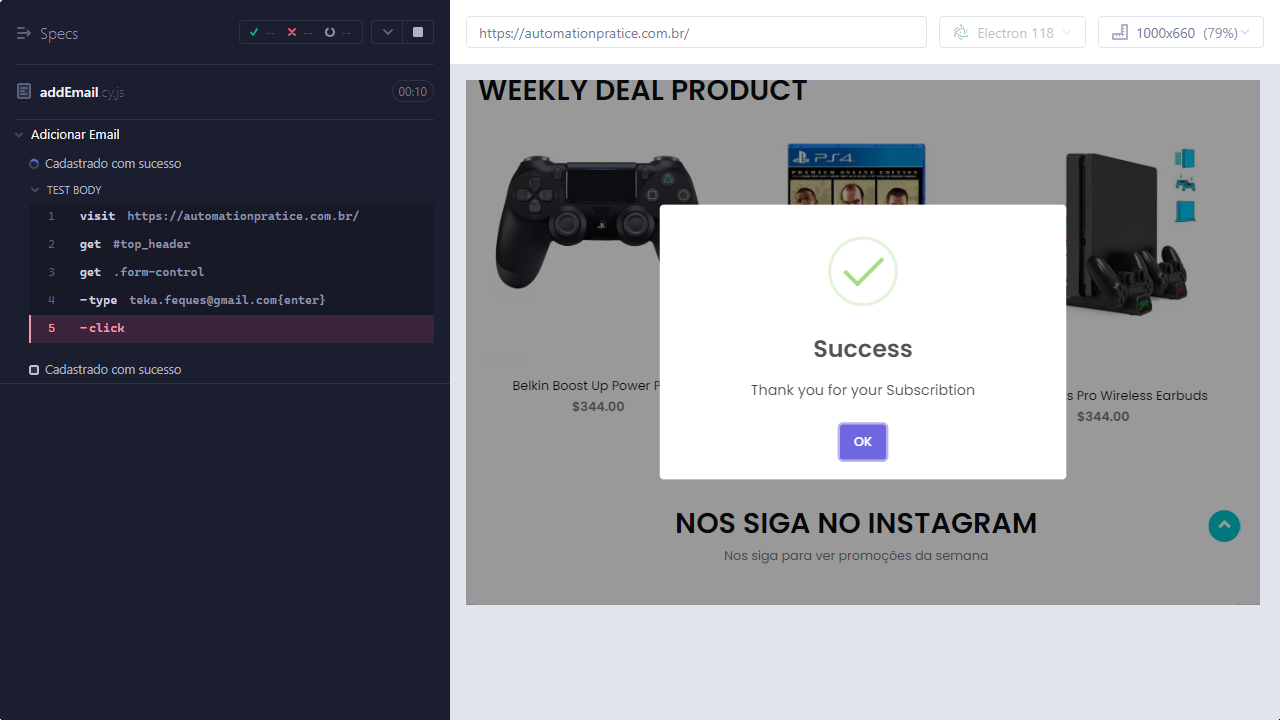 Specs
-- -- --
addEmail.cy.js 00:10
Adicionar Email
Cadastrado com sucesso
TEST BODY
1 visit https://automationpratice.com.br/
2 get #top_header
3 get .form-control
4 -type teka.feques@gmail.com{enter}
5 -click
Cadastrado com sucesso
https://automationpratice.com.br/ Electron 118 1000x660 (79%)
WEEKLY DEAL PRODUCT
PS4
PREMIUM ONLINE EDITION
Success
Thank you for your Subscribtion
OK
Belkin Boost Up Power P
$344.00
s Pro Wireless Earbuds
$344.00
NOS SIGA NO INSTAGRAM
Nos siga para ver promoções da semana